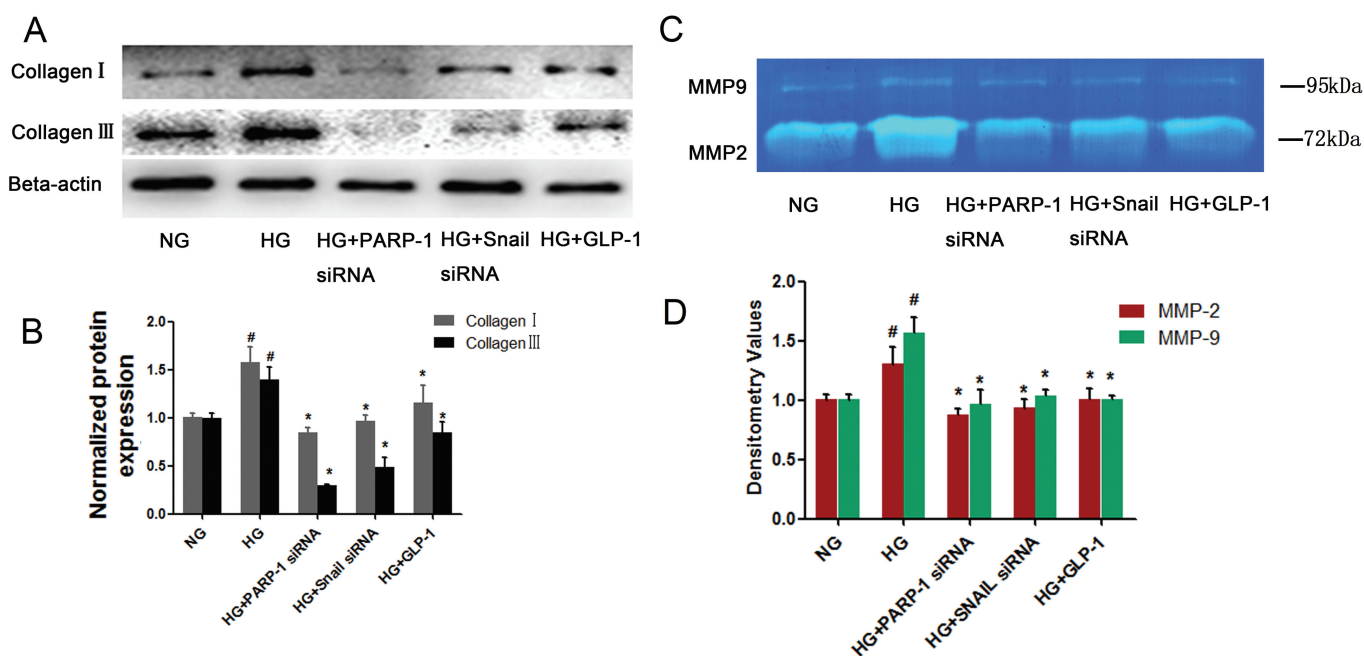 A
Collagen Ⅰ
Collagen Ⅲ
Beta-actin
NG HG HG+PARP-1 siRNA HG+Snail siRNA HG+GLP-1
B
Normalized protein expression
2.0
1.5
1.0
0.5
0.0
# #
* * * * * *
Collagen Ⅰ
Collagen Ⅲ
NG
HG
HG+PARP-1 siRNA
HG+Snail siRNA
HG+GLP-1
C
MMP9
MMP2
95kDa
72kDa
NG HG HG+PARP-1 siRNA HG+Snail siRNA HG+GLP-1
D
Densitometry Values
2.0
1.5
1.0
0.5
0.0
# #
* * * * * *
MMP-2
MMP-9
NG
HG
HG+PARP-1 siRNA
HG+SNAIL siRNA
HG+GLP-1